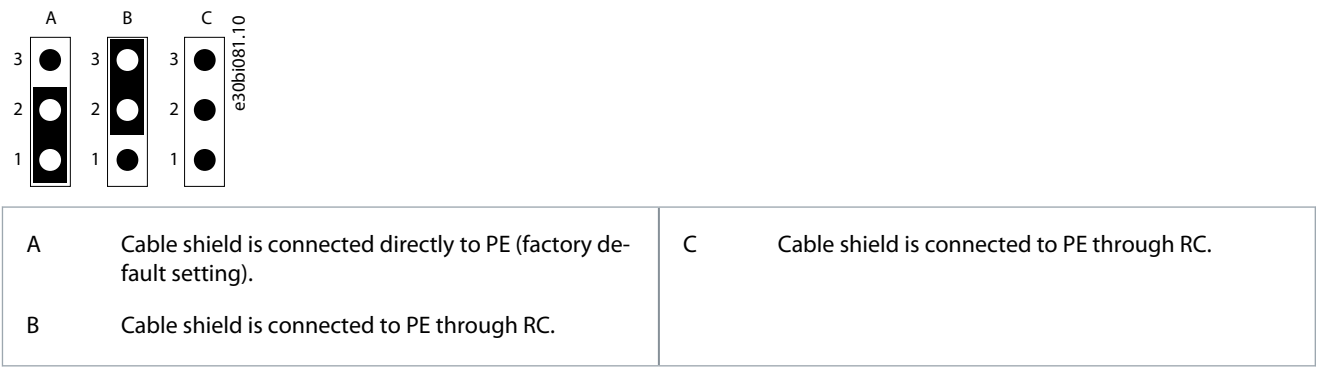 A B C
3 3 3
2 2 2
1 1 1
e30bi081.10
A Cable shield is connected directly to PE (factory de-
fault setting).
B Cable shield is connected to PE through RC.
C Cable shield is connected to PE through RC.